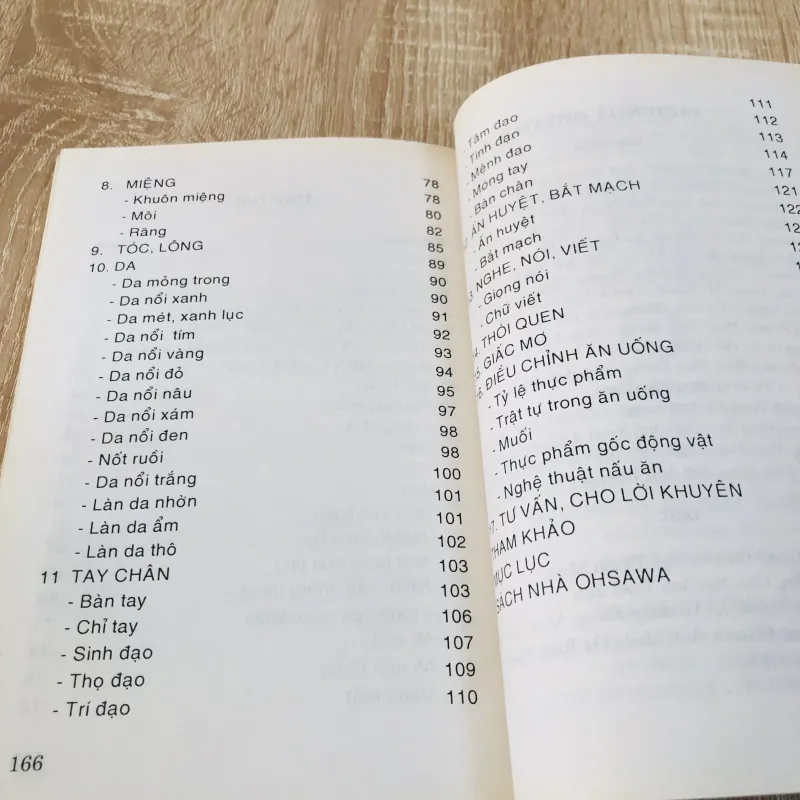 8. MIỆNG 78
- Khuôn miệng 78
- Môi 80
- Răng 82
9. TÓC, LÔNG 85
10. DA 89
- Da mỏng trong 90
- Da nổi xanh 90
- Da mét, xanh lục 91
- Da nổi tím 92
- Da nổi vàng 93
- Da nổi đỏ 94
- Da nổi nâu 95
- Da nổi xám 97
- Da nổi đen 98
- Nốt ruồi 98
- Da nổi trắng 100
- Làn da nhờn 101
- Làn da ẩm 101
- Làn da thô 102
11 TAY CHÂN 103
- Bàn tay 103
- Chỉ tay 106
- Sinh đạo 107
- Thọ đạo 109
- Trí đạo 110
166
- Tâm đạo 111
- Tình đạo 112
- Mệnh đạo 113
- Móng tay 114
- Bàn chân 117
2. ẤN HUYỆT, BẮT MẠCH 121
- Ấn huyệt 122
- Bắt mạch
3. NGHE, NÓI, VIẾT
- Giọng nói
- Chữ viết
4. THÓI QUEN
5. GIẤC MƠ
6. ĐIỀU CHỈNH ĂN UỐNG
- Tỷ lệ thực phẩm
- Trật tự trong ăn uống
- Muối
- Thực phẩm gốc động vật
- Nghệ thuật nấu ăn
7. TƯ VẤN, CHO LỜI KHUYÊN
THAM KHẢO
MỤC LỤC
SÁCH NHÀ OHSAWA